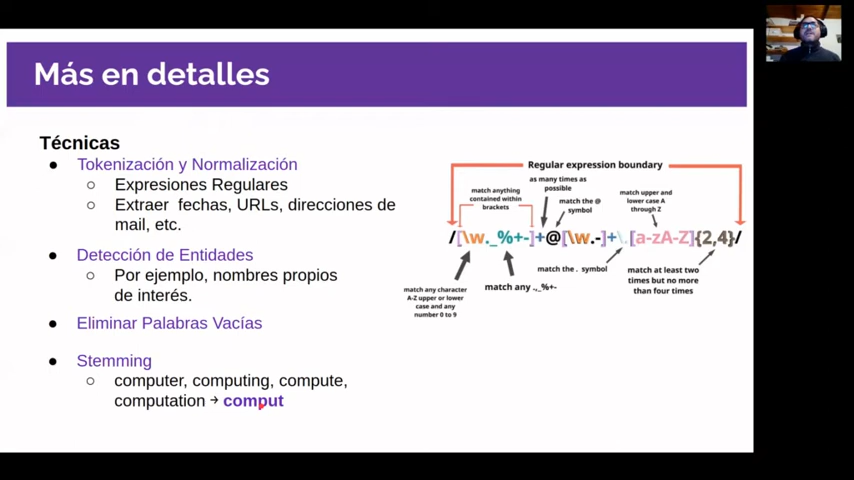 Más en detalles
Técnicas
● Tokenización y Normalización
○ Expresiones Regulares
○ Extraer fechas, URLs, direcciones de
mail, etc.
● Detección de Entidades
○ Por ejemplo, nombres propios
de interés.
● Eliminar Palabras Vacías
● Stemming
○ computer, computing, compute,
computation → comput
Regular expression boundary
as many times as
possible
match anything
contained within
brackets
match the @
symbol
match upper and
lower case A
through Z
/[\w._%+-]+@[\w.-]+\.[a-zA-Z]{2,4}/
match any character
A-Z upper or lower
case and any
number 0 to 9
match any .,_%+-
match the . symbol
match at least two
times but no more
than four times